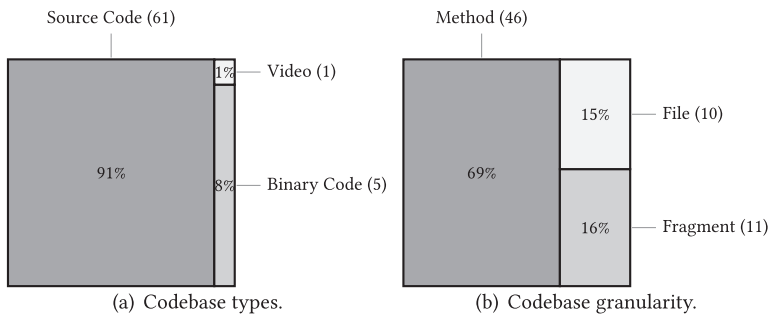 Source Code (61)
1%
Video (1)
91%
8%
Binary Code (5)
(a) Codebase types.
Method (46)
15%
File (10)
69%
16%
Fragment (11)
(b) Codebase granularity.